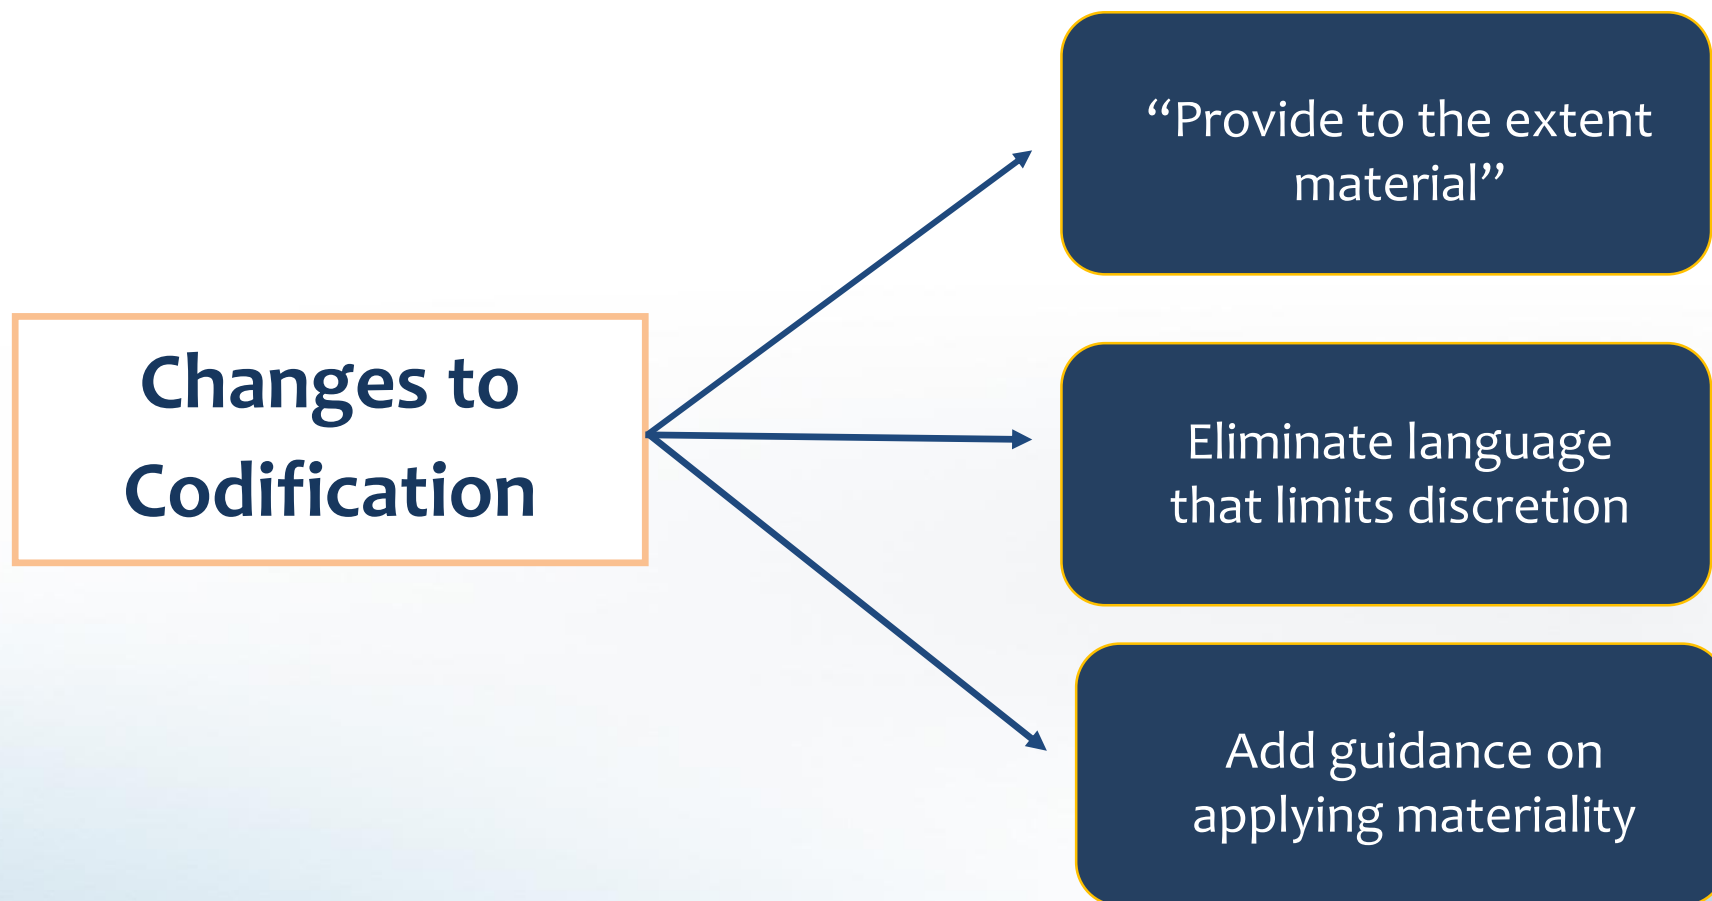 Changes to
Codification
“Provide to the extent
material”
Eliminate language
that limits discretion
Add guidance on
applying materiality